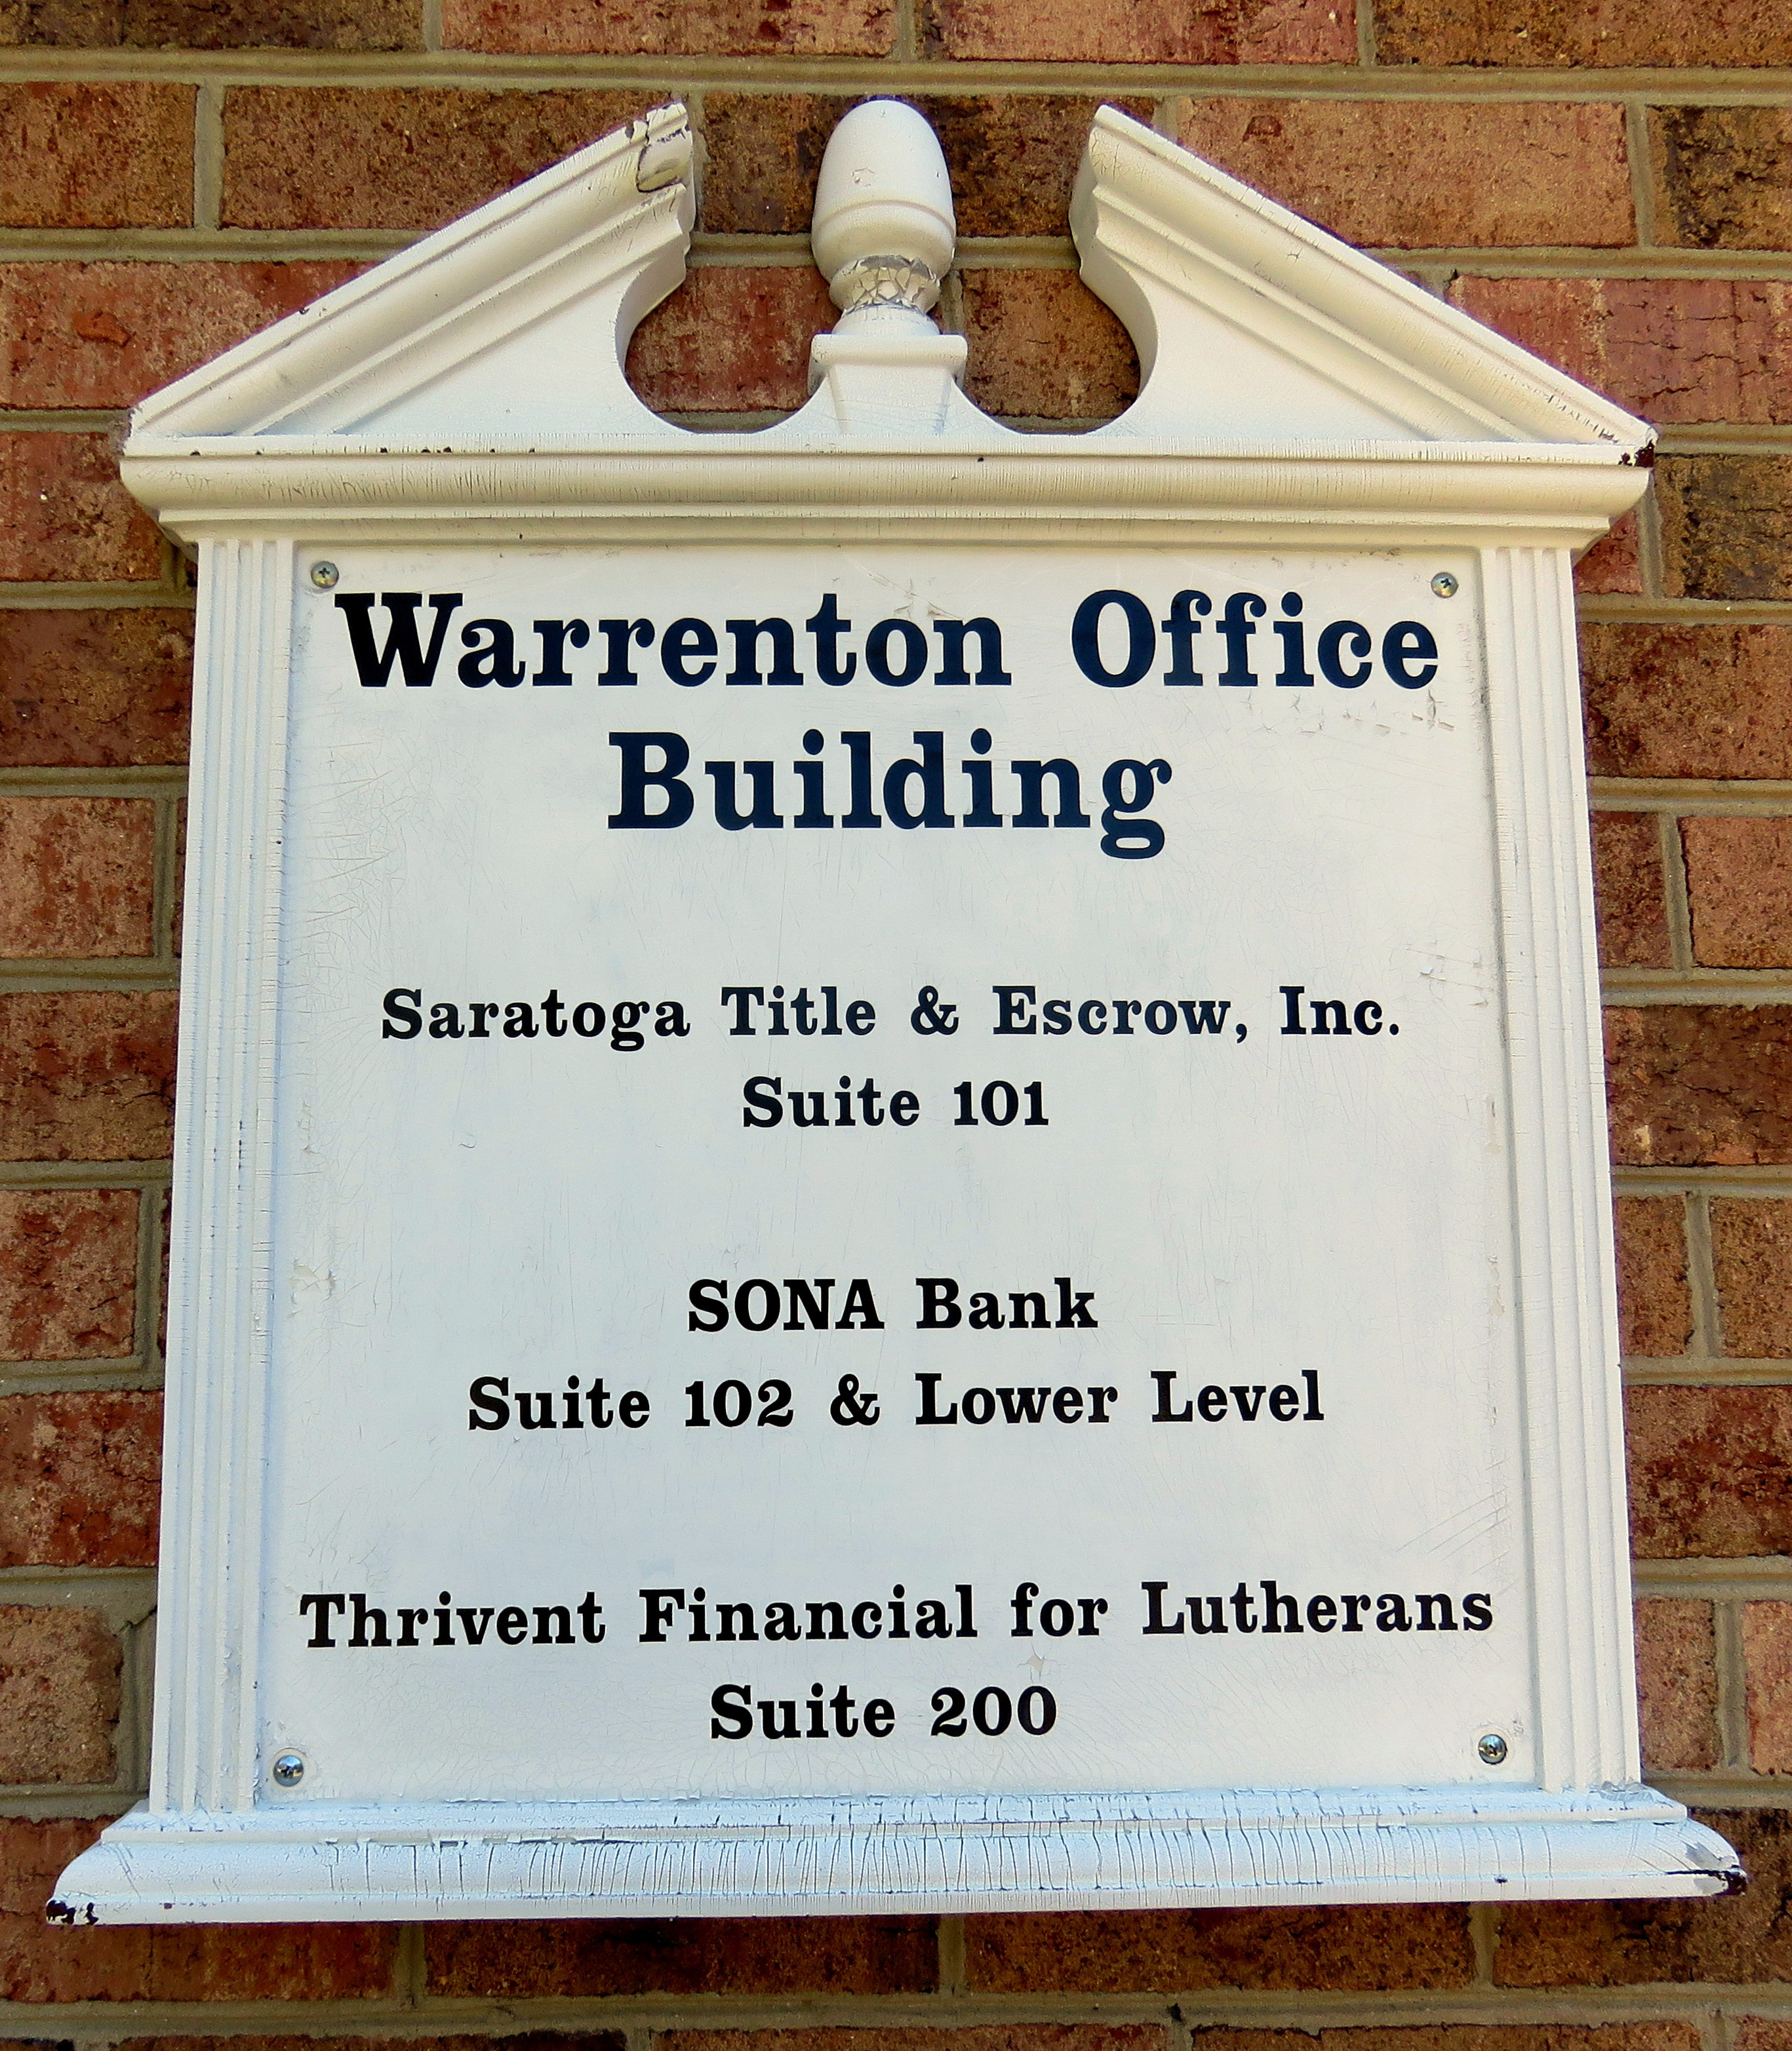 Warrenton Office
Building
Saratoga Title & Escrow, Inc.
Suite 101
SONA Bank
Suite 102 & Lower Level
Thrivent Financial for Lutherans
Suite 200